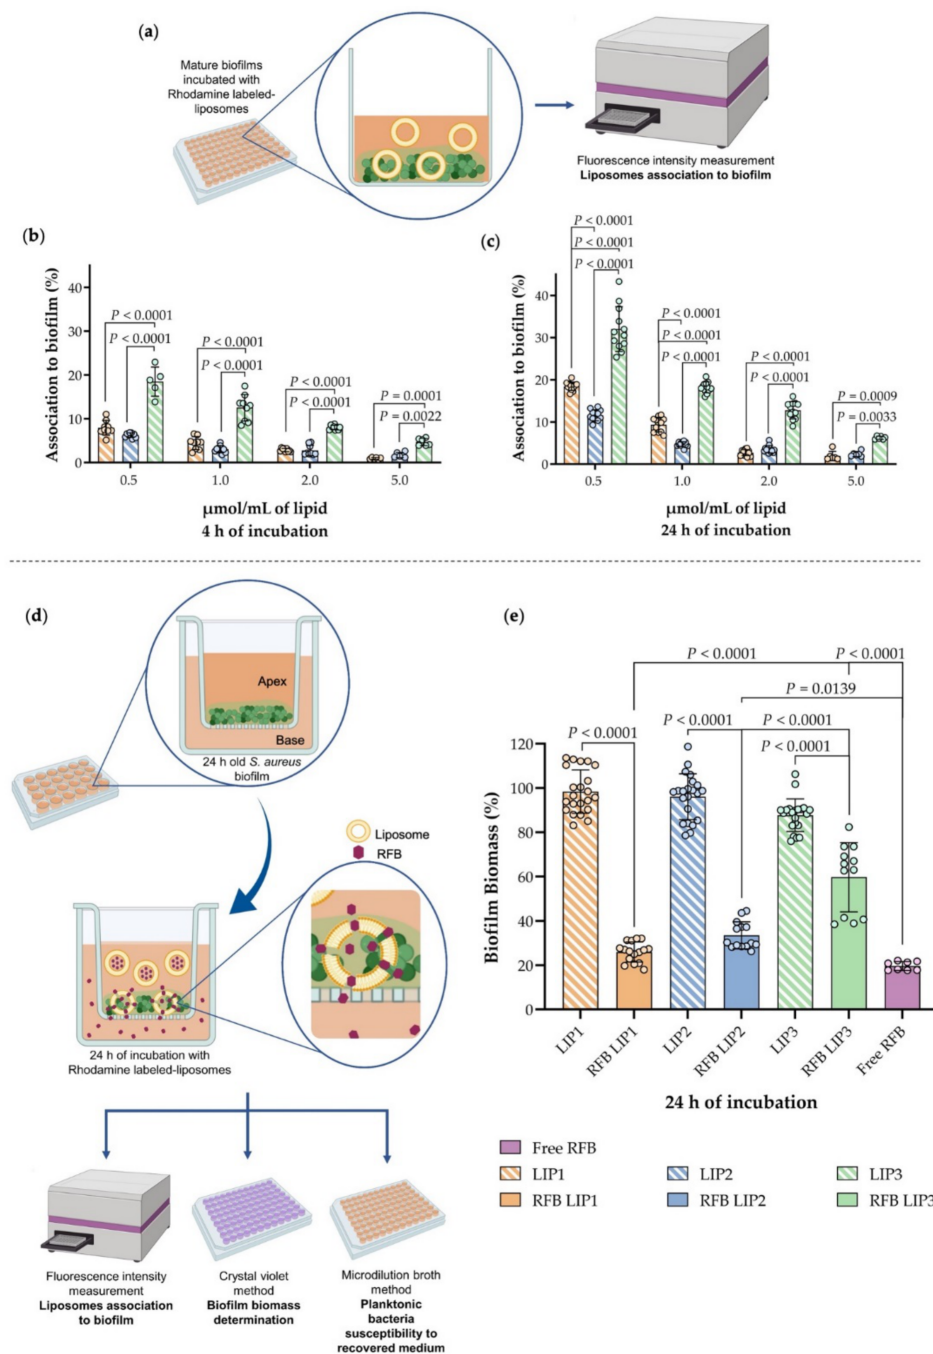 (a)
Mature biofilms
incubated with
Rhodamine labeled-
liposomes
Fluorescence intensity measurement
Liposomes association to biofilm
(b)
Association to biofilm (%)
40
30
20
10
0
P < 0.0001
P < 0.0001
P < 0.0001
P < 0.0001
P < 0.0001
P < 0.0001
P = 0.0001
P = 0.0022
0.5
1.0
2.0
5.0
µmol/mL of lipid
4 h of incubation
(c)
Association to biofilm (%)
40
30
20
10
0
P < 0.0001
P < 0.0001
P < 0.0001
P < 0.0001
P < 0.0001
P < 0.0001
P < 0.0001
P < 0.0001
P = 0.0009
P = 0.0033
0.5
1.0
2.0
5.0
µmol/mL of lipid
24 h of incubation
(d)
Apex
Base
24 h old S. aureus
biofilm
Liposome
RFB
24 h of incubation with
Rhodamine labeled-liposomes
Fluorescence intensity
measurement
Liposomes association
to biofilm
Crystal violet
method
Biofilm biomass
determination
Microdilution broth
method
Planktonic
bacteria
susceptibility to
recovered medium
(e)
Biofilm Biomass (%)
120
100
80
60
40
20
0
P < 0.0001
P < 0.0001
P = 0.0139
P < 0.0001
P < 0.0001
P < 0.0001
P < 0.0001
LIP1
RFB LIP1
LIP2
RFB LIP2
LIP3
RFB LIP3
Free RFB
24 h of incubation
Free RFB
LIP1
LIP2
LIP3
RFB LIP1
RFB LIP2
RFB LIP3